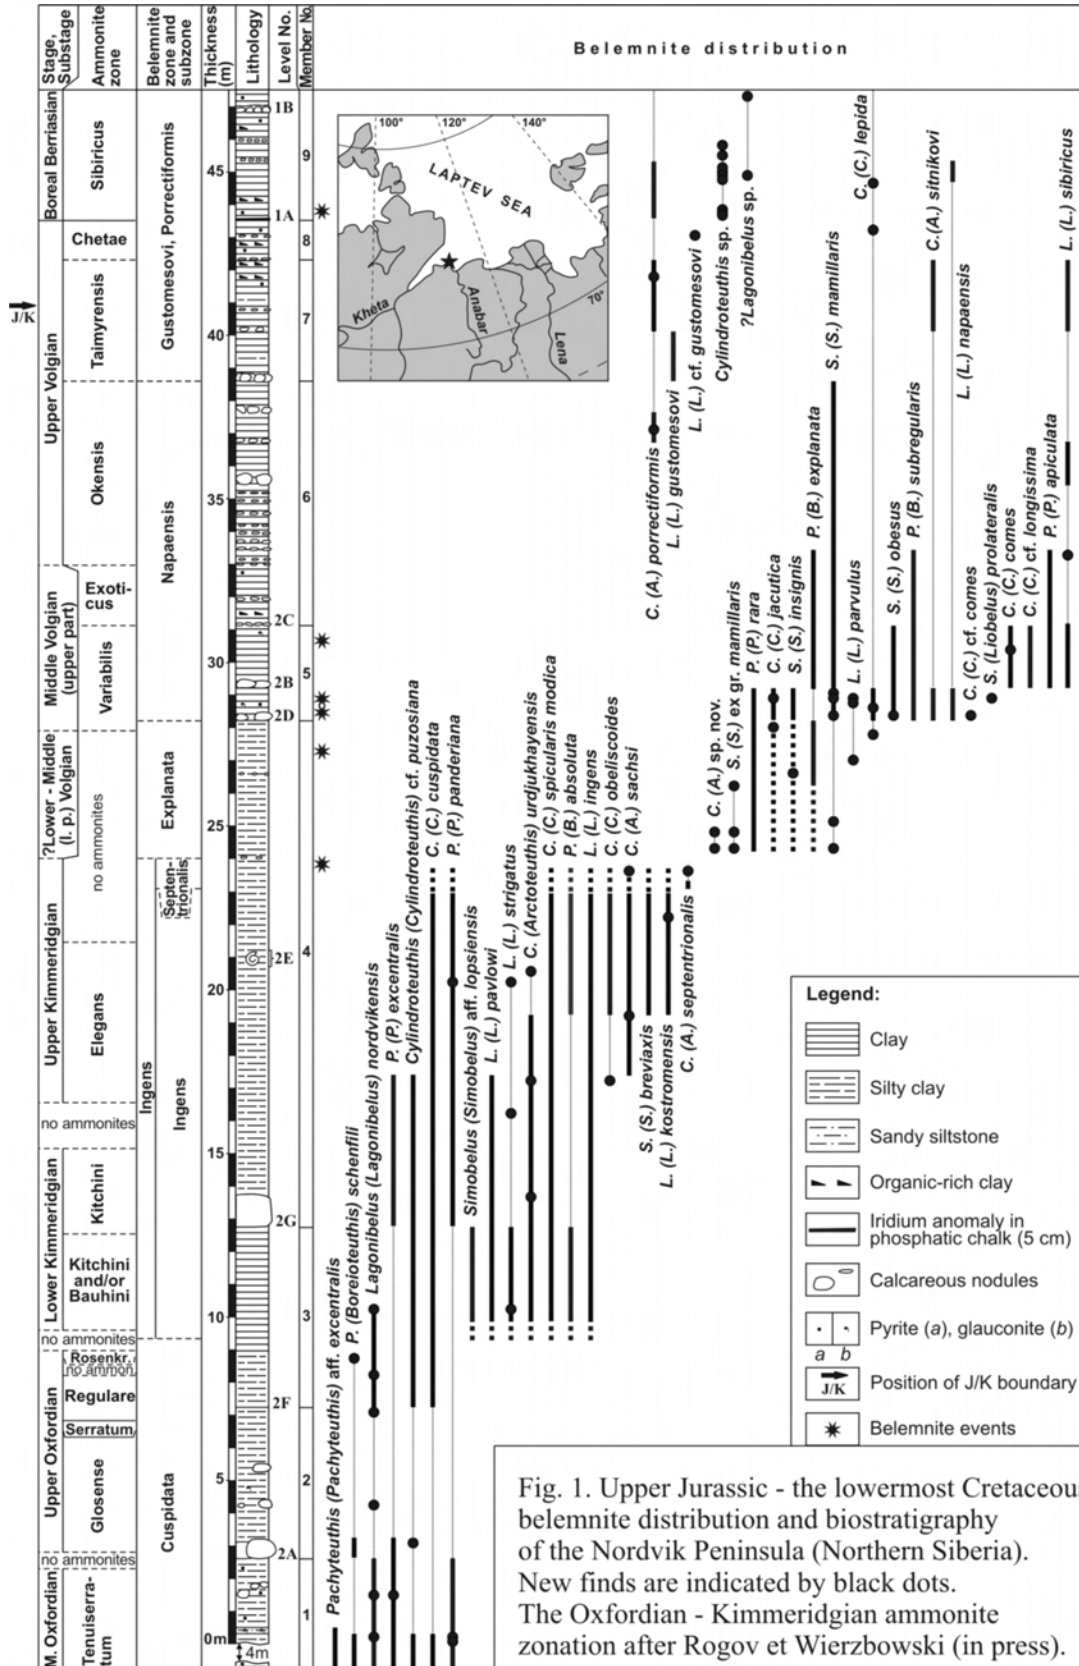 Stage,
Substage
Ammonite
zone
Belemnite
zone and
subzone
Thickness
(m)
Lithology
Level No.
Member No.
Belemnite distribution
Boreal Berriasian
Upper Volgian
Middle Volgian
(upper part)
?Lower - Middle
(l. p.) Volgian
Upper Kimmeridgian
Lower Kimmeridgian
Upper Oxfordian
M. Oxfordian
Sibiricus
Chetae
Taimyrensis
Okensis
Exoti-
cus
Variabilis
no ammonites
Elegans
no ammonites
Kitchini
Kitchini
and/or
Bauhini
no ammonites
Rosenkr.
no ammon.
Regulare
Serratum
Glosense
no ammonites
Tenuiserra-
tum
Gustomesovi, Porrectiformis
Napaensis
Explanata
Septen-
trionalis
Ingens
Ingens
Cuspidata
J/K
45
40
35
30
25
20
15
10
5
0m
4m
1B
1A
2C
2B
2D
2E
2G
2F
2A
9
8
7
6
5
4
3
2
1
100°
120°
140°
LAPTEV SEA
Kheta
Anabar
Lena
70°
Pachyteuthis (Pachyteuthis) aff. excentralis
P. (Boreioteuthis) schenfili
Lagonibelus (Lagonibelus) nordvikensis
P. (P.) excentralis
Cylindroteuthis (Cylindroteuthis) cf. puzosiana
C. (C.) cuspidata
P. (P.) panderiana
Simobelus (Simobelus) aff. lopsiensis
L. (L.) pavlowi
L. (L.) strigatus
C. (Arctoteuthis) urdjukhayensis
C. (C.) spicularis modica
P. (B.) absoluta
L. (L.) ingens
C. (C.) obeliscoides
C. (A.) sachsi
S. (S.) breviaxis
L. (L.) kostromensis
C. (A.) septentrionalis
C. (A.) porrectiformis
L. (L.) gustomesovi
L. (L.) cf. gustomesovi
Cylindroteuthis sp.
?Lagonibelus sp.
C. (A.) sp. nov.
S. (S.) ex gr. mamillaris
P. (P.) rara
C. (C.) jacutica
S. (S.) insignis
P. (B.) explanata
S. (S.) mamillaris
L. (L.) parvulus
C. (C.) lepida
S. (S.) obesus
P. (B.) subregularis
C.(A.) sitnikovi
L. (L.) napaensis
C. (C.) cf. comes
S. (Liobelus) prolateralis
C. (C.) comes
C. (C.) cf. longissima
P. (P.) apiculata
L. (L.) sibiricus
Legend:
Clay
Silty clay
Sandy siltstone
Organic-rich clay
Iridium anomaly in
phosphatic chalk (5 cm)
Calcareous nodules
Pyrite (a), glauconite (b)
a b
J/K
Position of J/K boundary
Belemnite events
Fig. 1. Upper Jurassic - the lowermost Cretaceous
belemnite distribution and biostratigraphy
of the Nordvik Peninsula (Northern Siberia).
New finds are indicated by black dots.
The Oxfordian - Kimmeridgian ammonite
zonation after Rogov et Wierzbowski (in press).